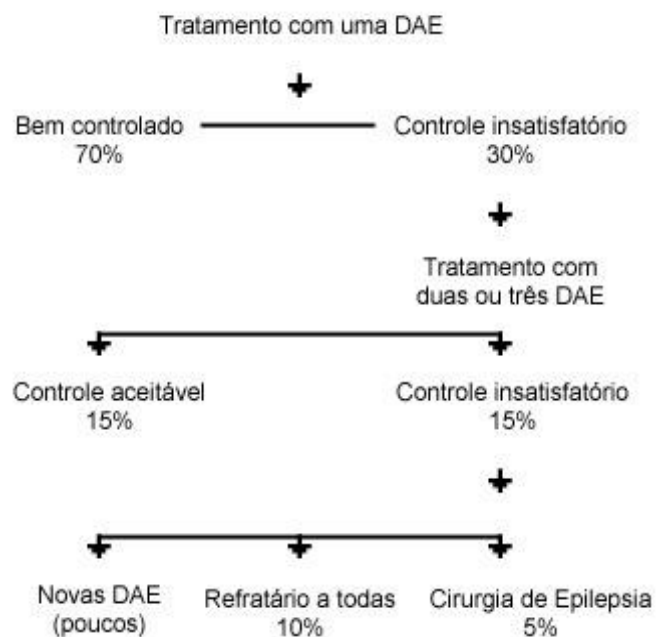 Tratamento com uma DAE
Bem controlado
70%
Controle insatisfatório
30%
Tratamento com
duas ou três DAE
Controle aceitável
15%
Controle insatisfatório
15%
Novas DAE
(poucos)
Refratário a todas
10%
Cirurgia de Epilepsia
5%